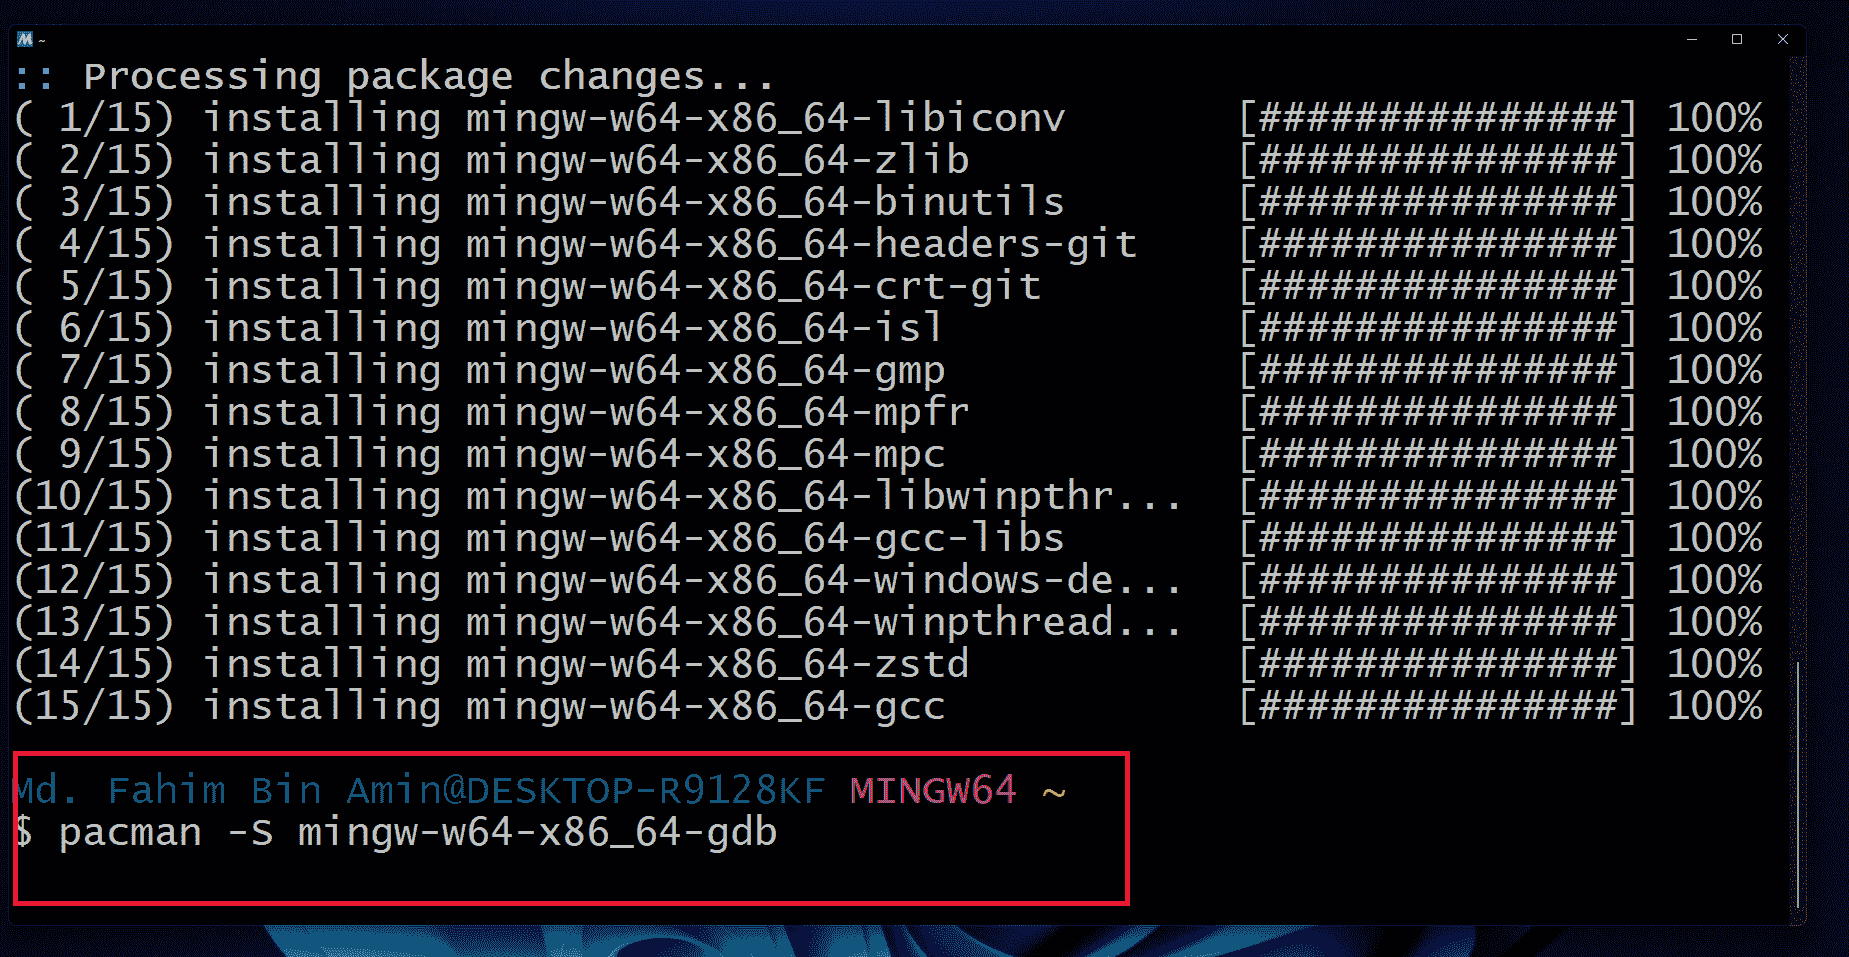 M ~
:: Processing package changes...
( 1/15) installing mingw-w64-x86_64-libiconv [###############] 100%
( 2/15) installing mingw-w64-x86_64-zlib [###############] 100%
( 3/15) installing mingw-w64-x86_64-binutils [###############] 100%
( 4/15) installing mingw-w64-x86_64-headers-git [###############] 100%
( 5/15) installing mingw-w64-x86_64-crt-git [###############] 100%
( 6/15) installing mingw-w64-x86_64-isl [###############] 100%
( 7/15) installing mingw-w64-x86_64-gmp [###############] 100%
( 8/15) installing mingw-w64-x86_64-mpfr [###############] 100%
( 9/15) installing mingw-w64-x86_64-mpc [###############] 100%
(10/15) installing mingw-w64-x86_64-libwinpthr... [###############] 100%
(11/15) installing mingw-w64-x86_64-gcc-libs [###############] 100%
(12/15) installing mingw-w64-x86_64-windows-de... [###############] 100%
(13/15) installing mingw-w64-x86_64-winpthread... [###############] 100%
(14/15) installing mingw-w64-x86_64-zstd [###############] 100%
(15/15) installing mingw-w64-x86_64-gcc [###############] 100%
Md. Fahim Bin Amin@DESKTOP-R9128KF MINGW64 ~
$ pacman -S mingw-w64-x86_64-gdb